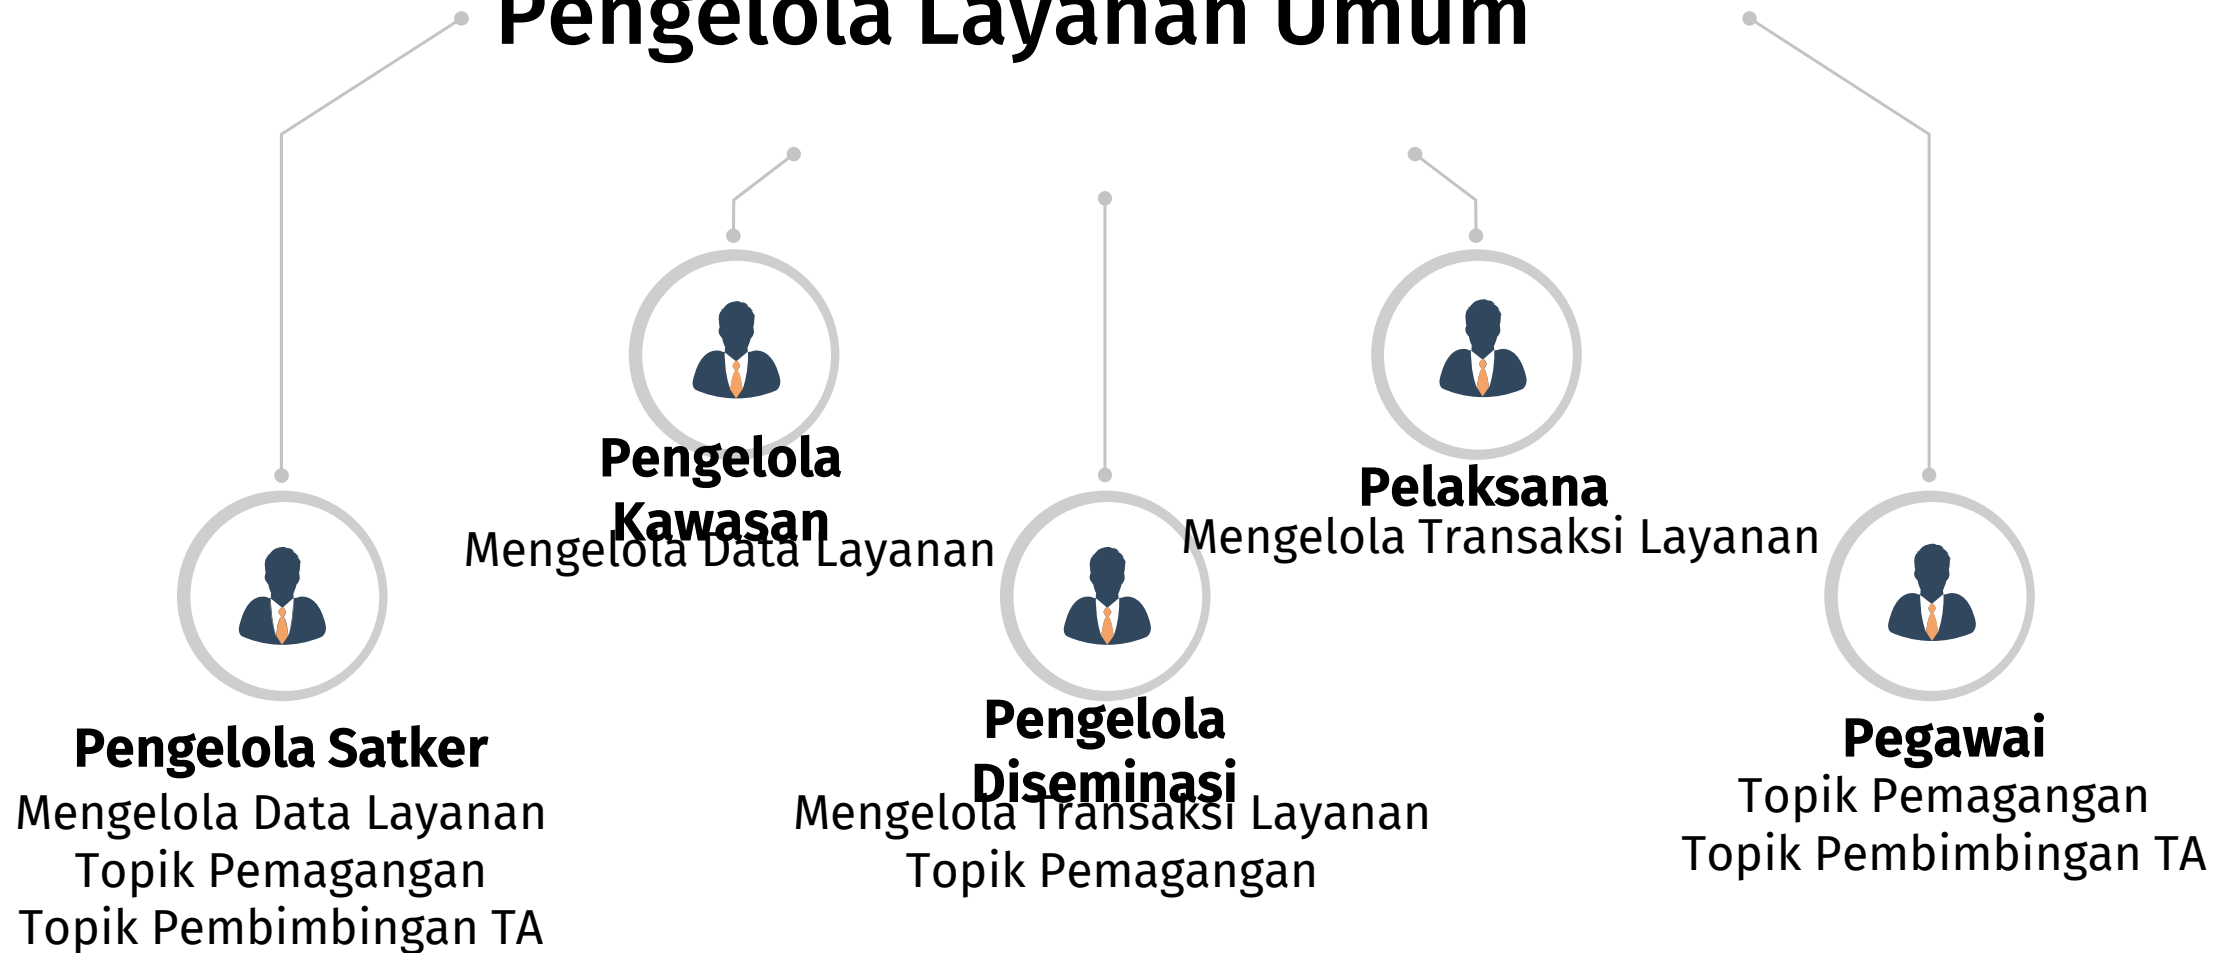 Pengelola Layanan Umum
Pengelola
Kawasan
Mengelola Data Layanan
Pelaksana
Mengelola Transaksi Layanan
Pengelola Satker
Mengelola Data Layanan
Topik Pemagangan
Topik Pembimbingan TA
Pengelola
Diseminasi
Mengelola Transaksi Layanan
Topik Pemagangan
Pegawai
Topik Pemagangan
Topik Pembimbingan TA